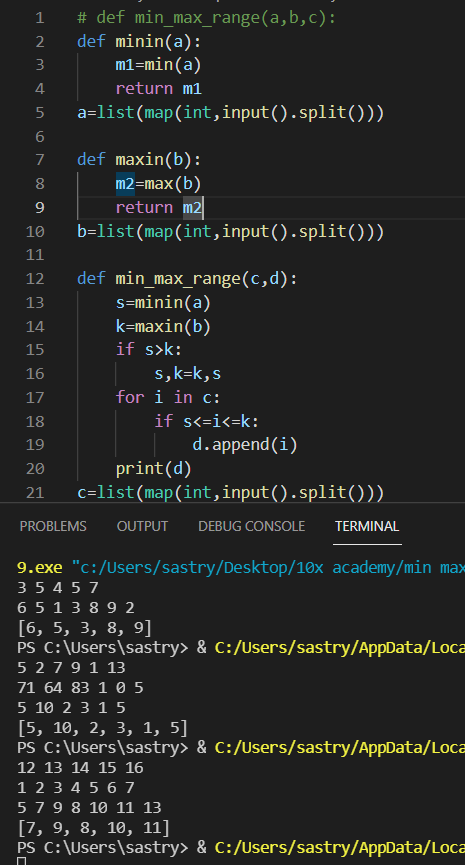 1 # def min_max_range(a,b,c):
2 def minin(a):
3 m1=min(a)
4 return m1
5 a=list(map(int,input().split()))
6
7 def maxin(b):
8 m2=max(b)
9 return m2
10 b=list(map(int,input().split()))
11
12 def min_max_range(c,d):
13 s=minin(a)
14 k=maxin(b)
15 if s>k:
16 s,k=k,s
17 for i in c:
18 if s<=i<=k:
19 d.append(i)
20 print(d)
21 c=list(map(int,input().split()))
PROBLEMS OUTPUT DEBUG CONSOLE TERMINAL
9.exe "c:/Users/sastry/Desktop/10x academy/min max
3 5 4 5 7
6 5 1 3 8 9 2
[6, 5, 3, 8, 9]
PS C:\Users\sastry> & C:/Users/sastry/AppData/Loca
5 2 7 9 1 13
71 64 83 1 0 5
5 10 2 3 1 5
[5, 10, 2, 3, 1, 5]
PS C:\Users\sastry> & C:/Users/sastry/AppData/Loca
12 13 14 15 16
1 2 3 4 5 6 7
5 7 9 8 10 11 13
[7, 9, 8, 10, 11]
PS C:\Users\sastry> & C:/Users/sastry/AppData/Loca